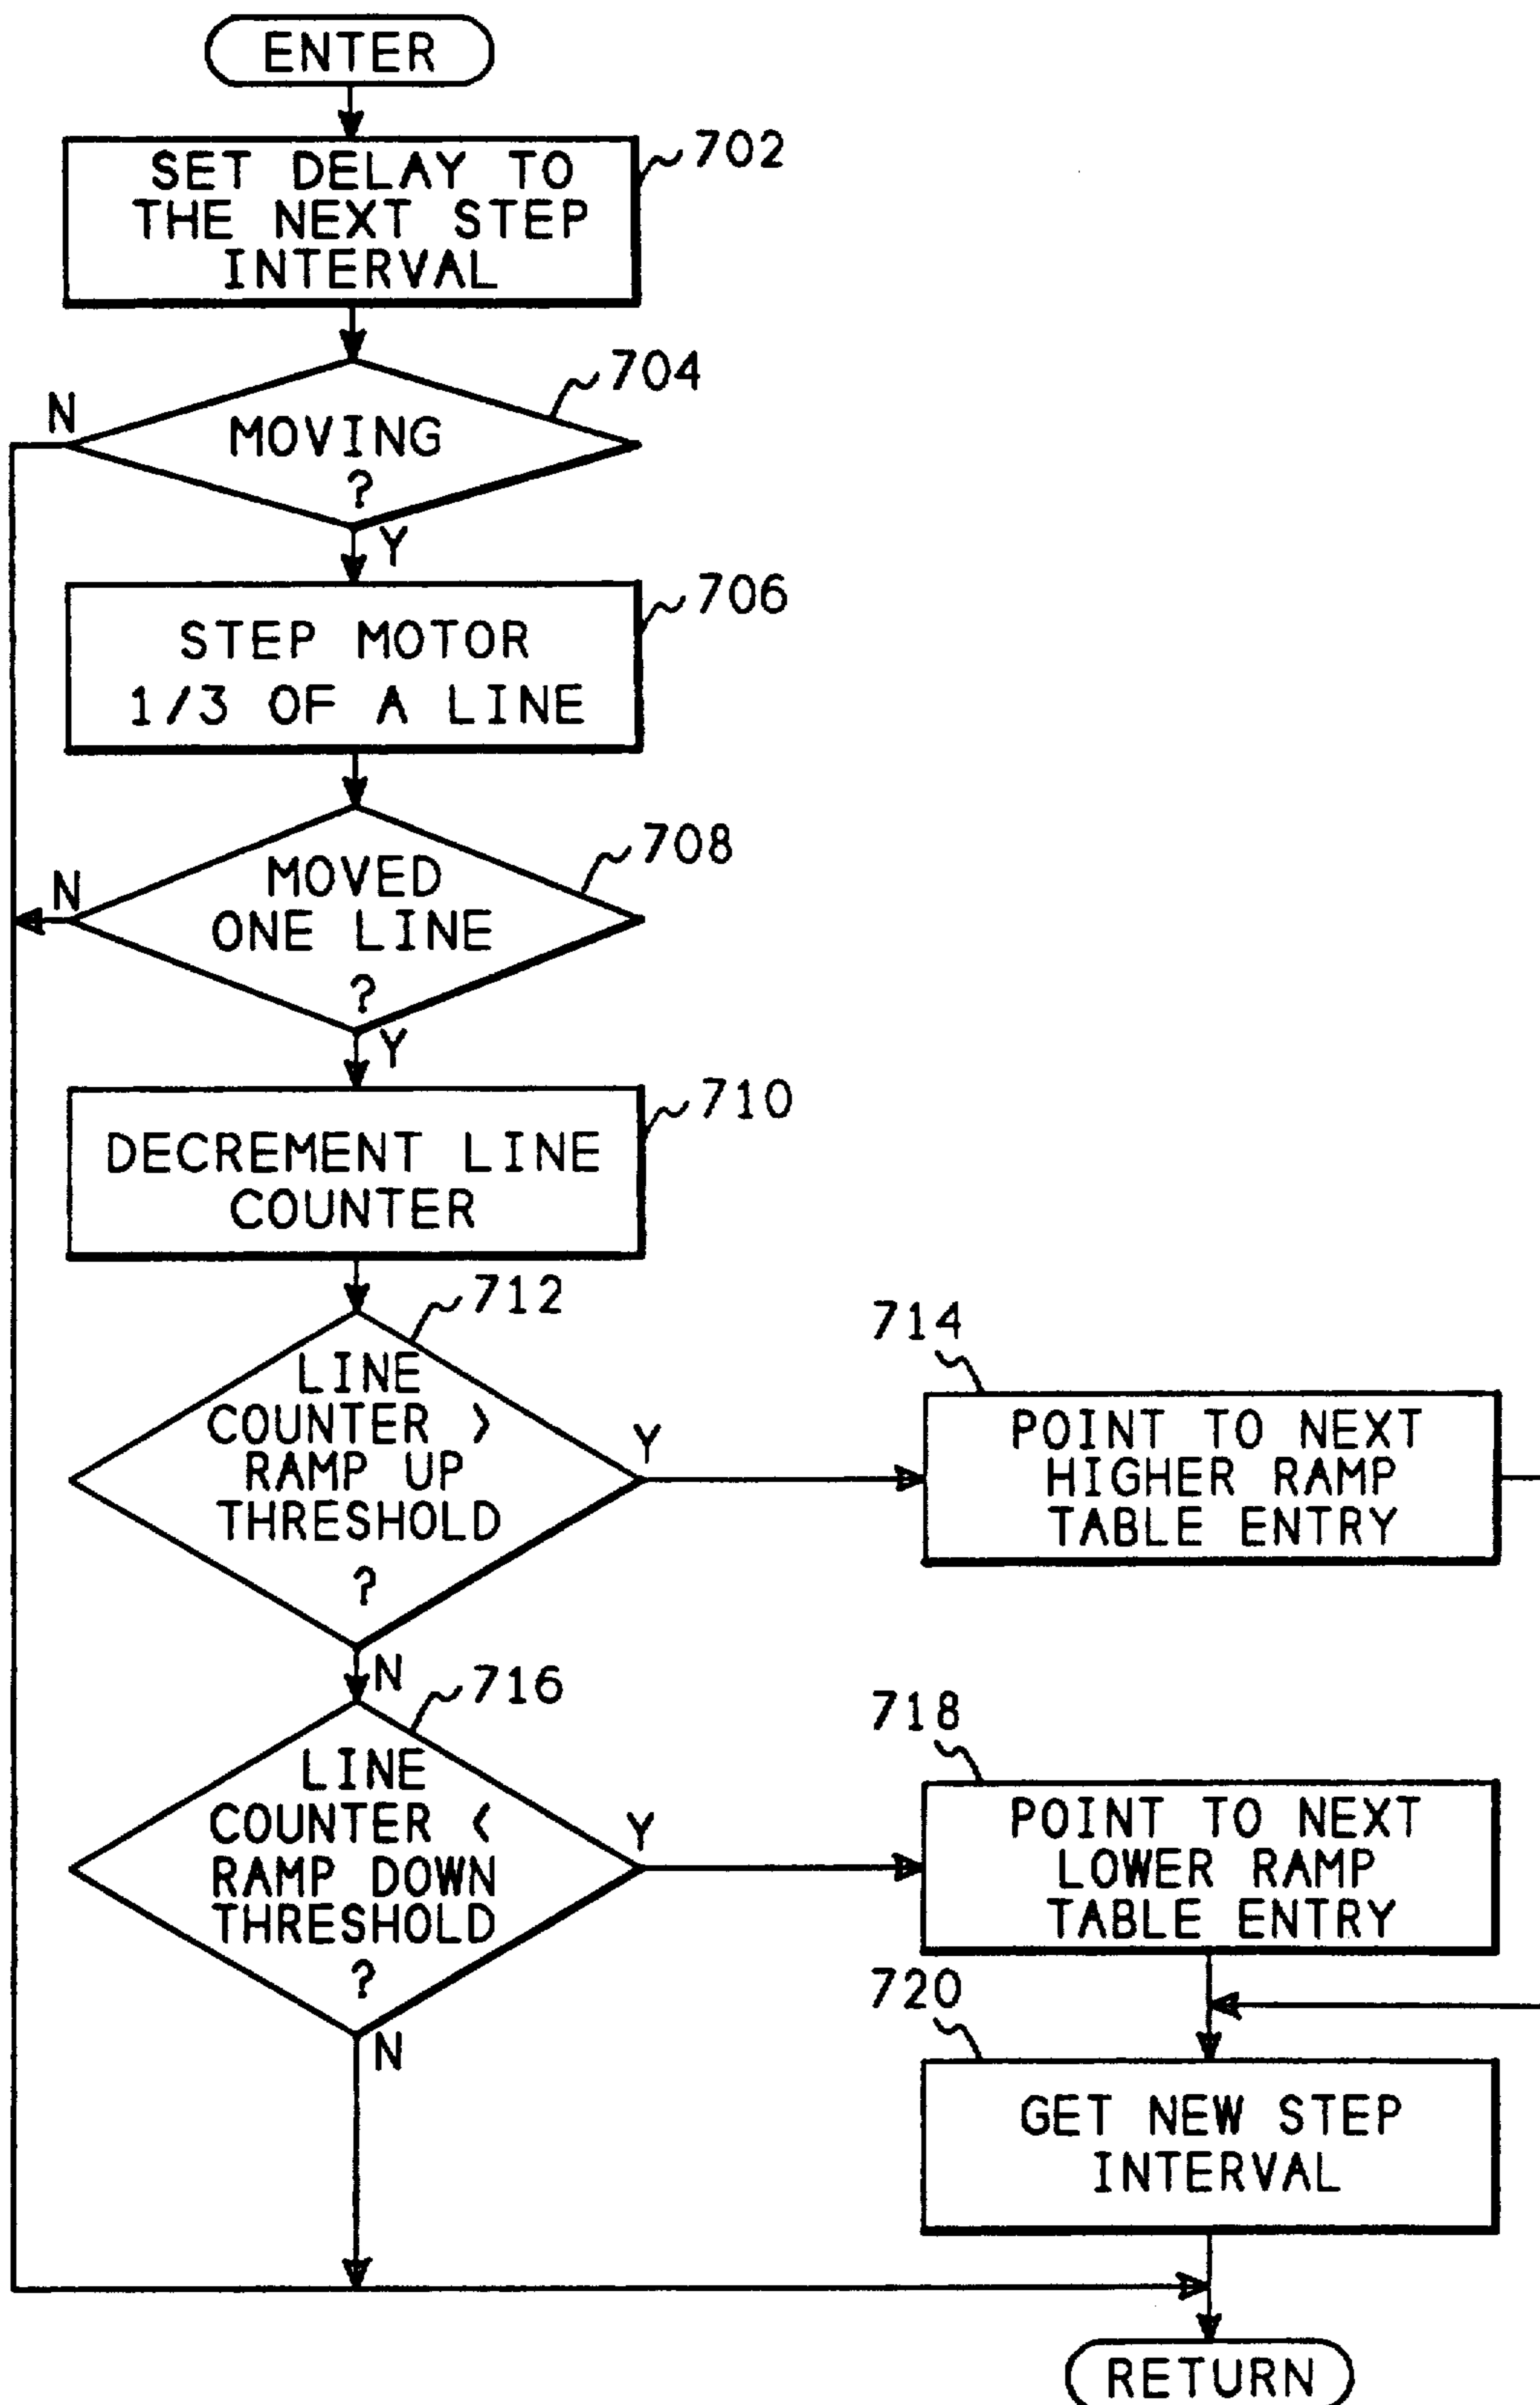 ENTER
702
SET DELAY TO
THE NEXT STEP
INTERVAL
704
N
MOVING
?
Y
706
STEP MOTOR
1/3 OF A LINE
708
N
MOVED
ONE LINE
?
Y
710
DECREMENT LINE
COUNTER
712
LINE
COUNTER >
RAMP UP
THRESHOLD
?
Y
N
714
POINT TO NEXT
HIGHER RAMP
TABLE ENTRY
716
LINE
COUNTER <
RAMP DOWN
THRESHOLD
?
Y
N
718
POINT TO NEXT
LOWER RAMP
TABLE ENTRY
720
GET NEW STEP
INTERVAL
RETURN